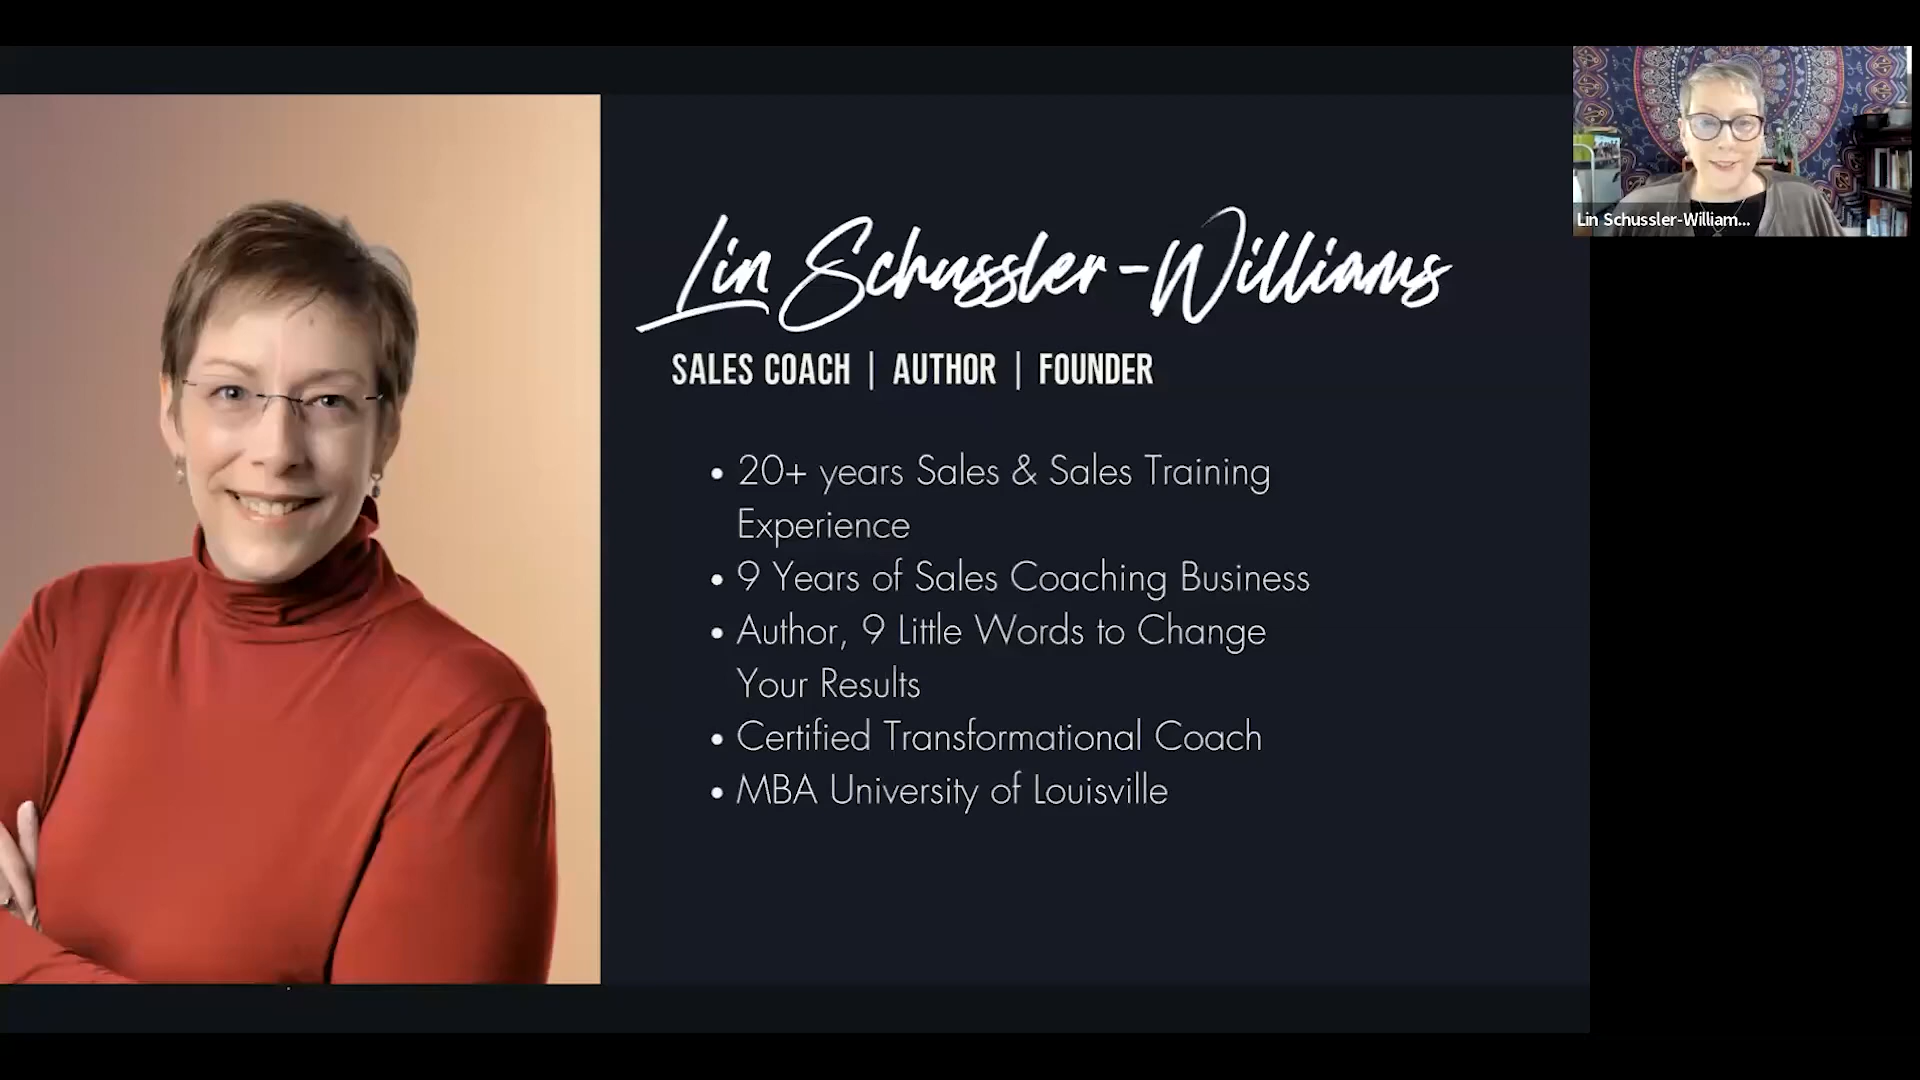 Lin Schussler-Williams
SALES COACH | AUTHOR | FOUNDER
• 20+ years Sales & Sales Training
Experience
• 9 Years of Sales Coaching Business
• Author, 9 Little Words to Change
Your Results
• Certified Transformational Coach
• MBA University of Louisville
Lin Schussler-William...